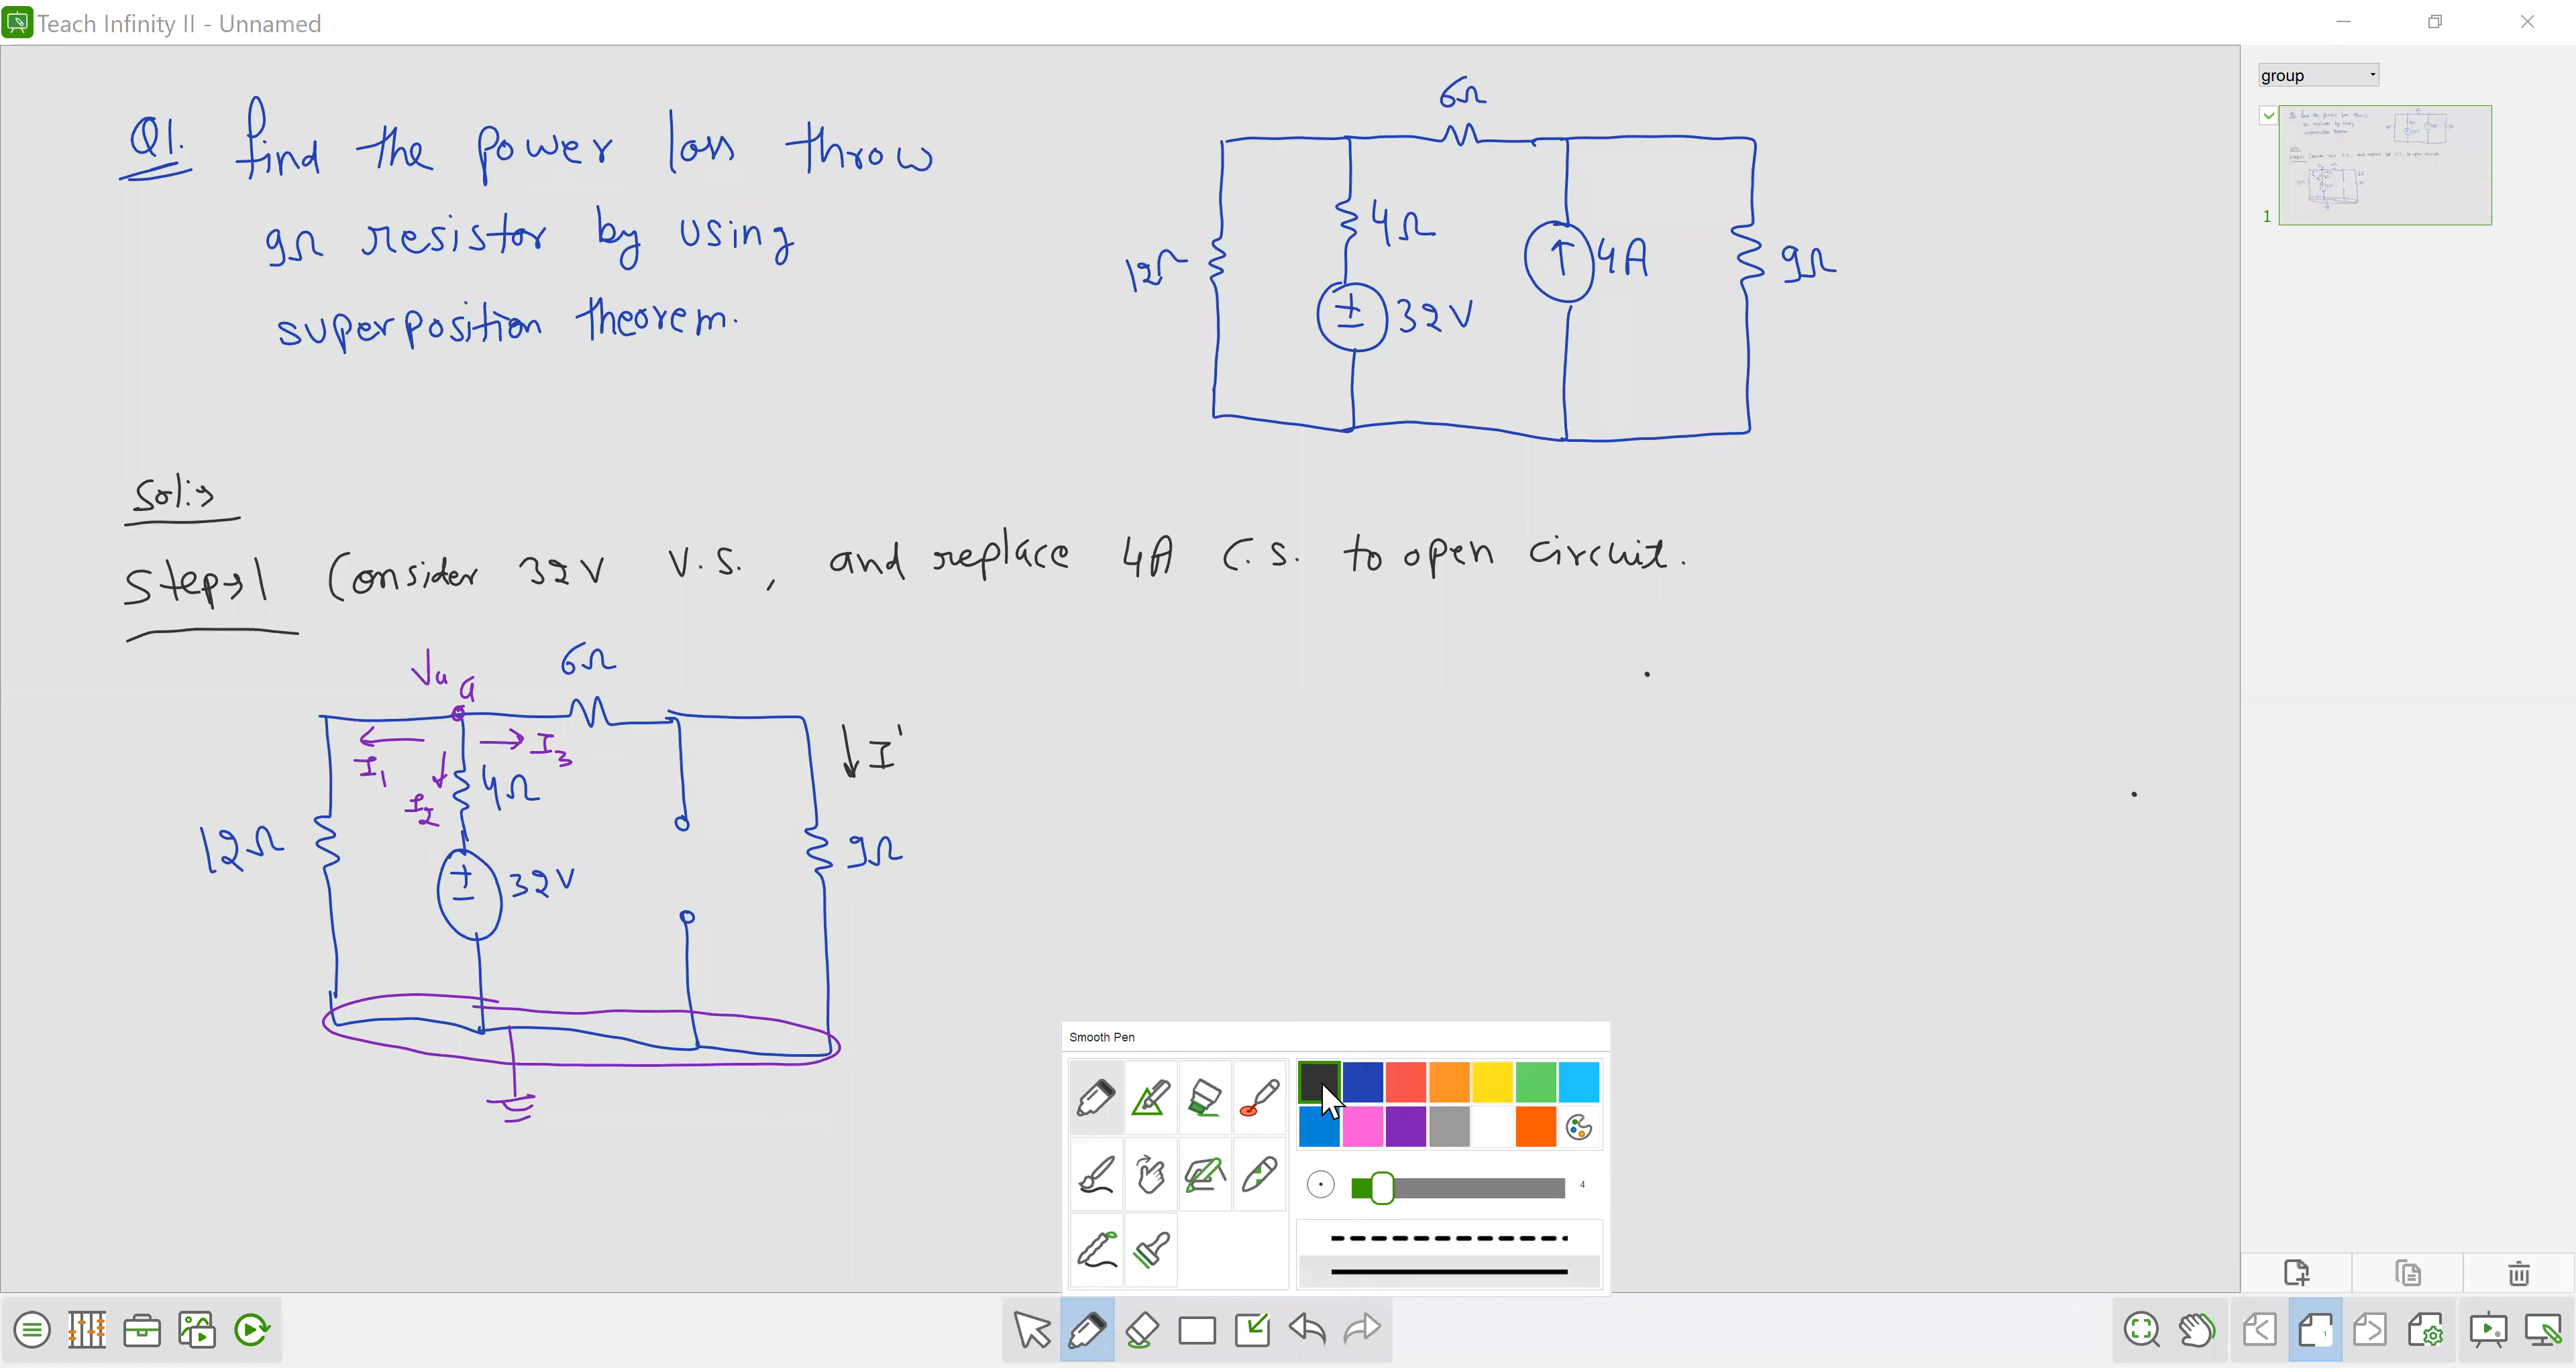 Teach Infinity II - Unnamed
group
Q1. find the power loss throw
9Ω resistor by using
superposition theorem.
6Ω
12Ω
4Ω
32V
4A
9Ω
Sol:→
Step→1 Consider 32V V.S., and replace 4A C.S. to open circuit.
Va a
6Ω
I1
I2
I3
4Ω
I'
12Ω
32V
9Ω
Smooth Pen
4
1
1